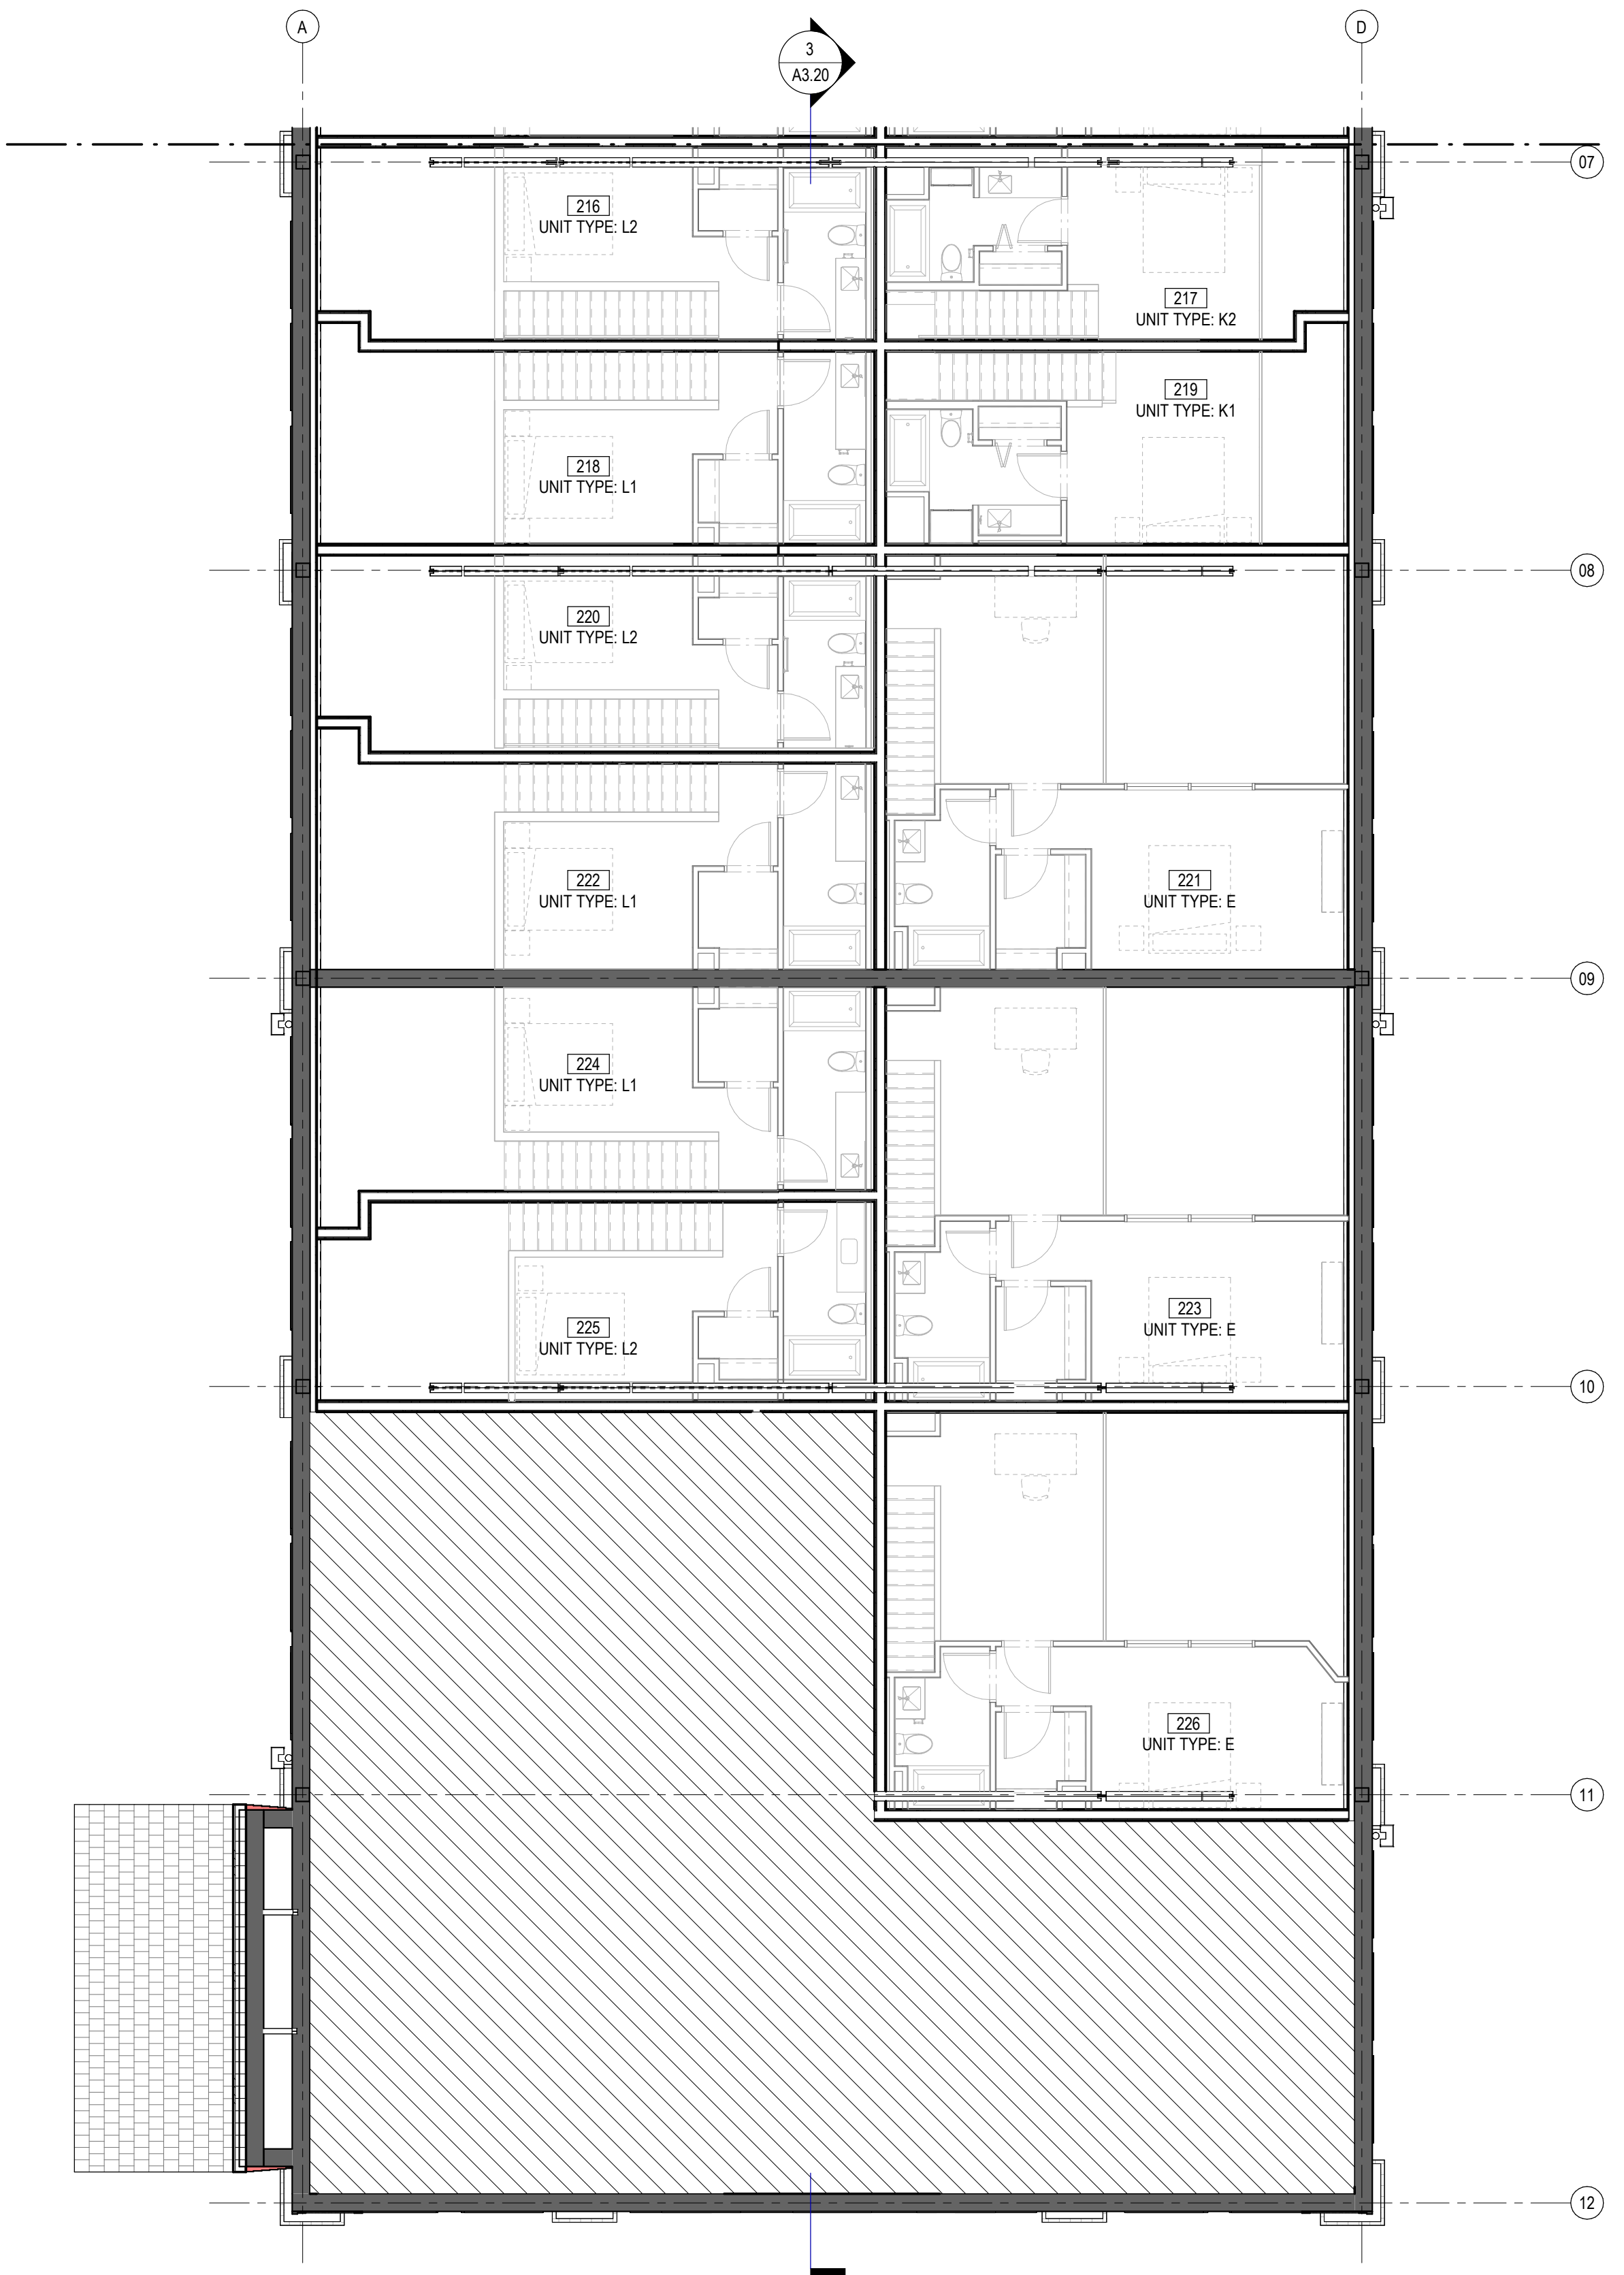 A
3
A3.20
D
07
216
UNIT TYPE: L2
217
UNIT TYPE: K2
219
UNIT TYPE: K1
218
UNIT TYPE: L1
08
220
UNIT TYPE: L2
222
UNIT TYPE: L1
221
UNIT TYPE: E
09
224
UNIT TYPE: L1
223
UNIT TYPE: E
225
UNIT TYPE: L2
10
226
UNIT TYPE: E
11
12